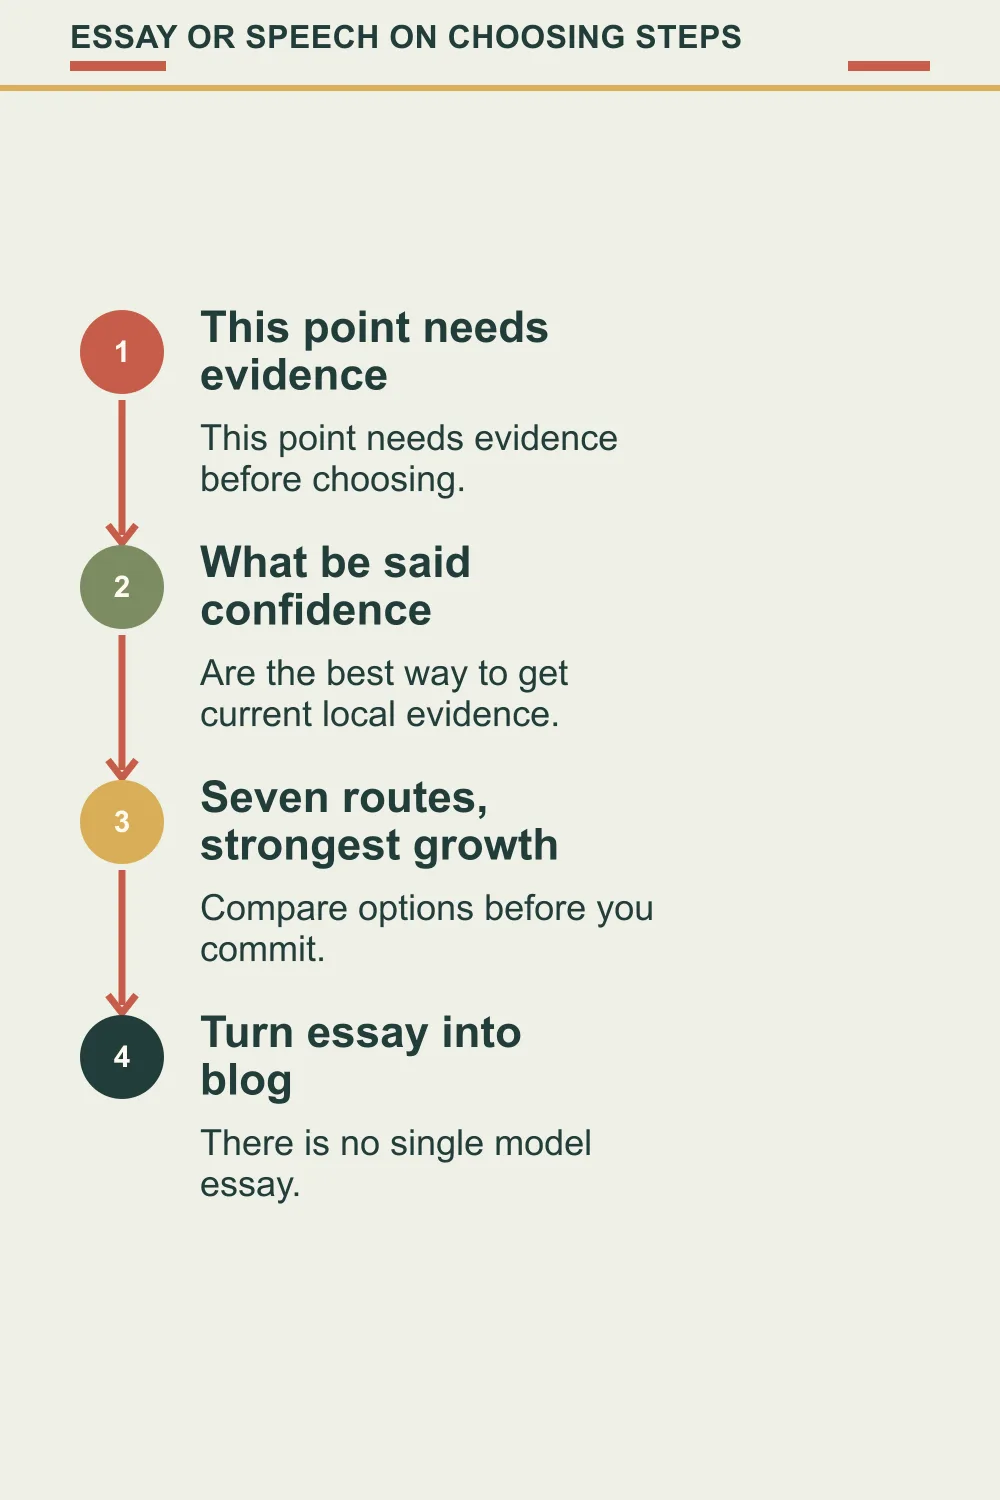 ESSAY OR SPEECH ON CHOOSING STEPS
1
This point needs
evidence
This point needs evidence
before choosing.
2
What be said
confidence
Are the best way to get
current local evidence.
3
Seven routes,
strongest growth
Compare options before you
commit.
4
Turn essay into
blog
There is no single model
essay.